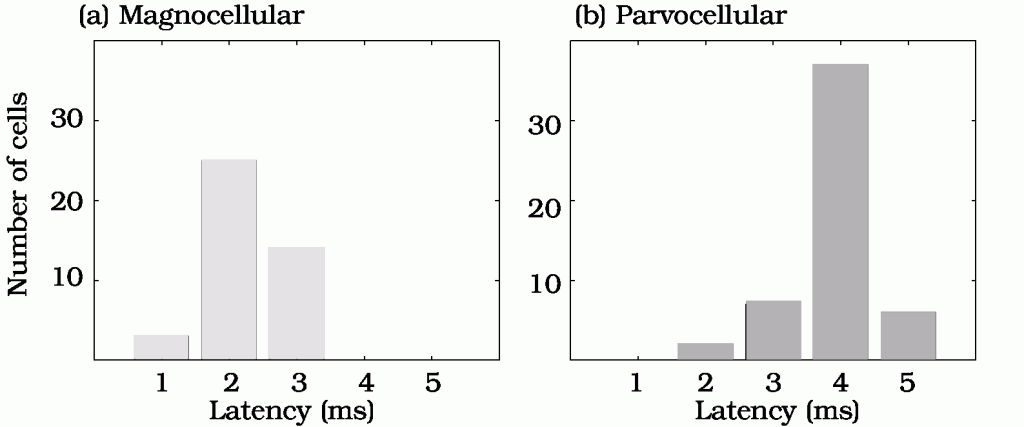 (a) Magnocellular
Number of cells
30
20
10
1 2 3 4 5
Latency (ms)
(b) Parvocellular
30
20
10
1 2 3 4 5
Latency (ms)